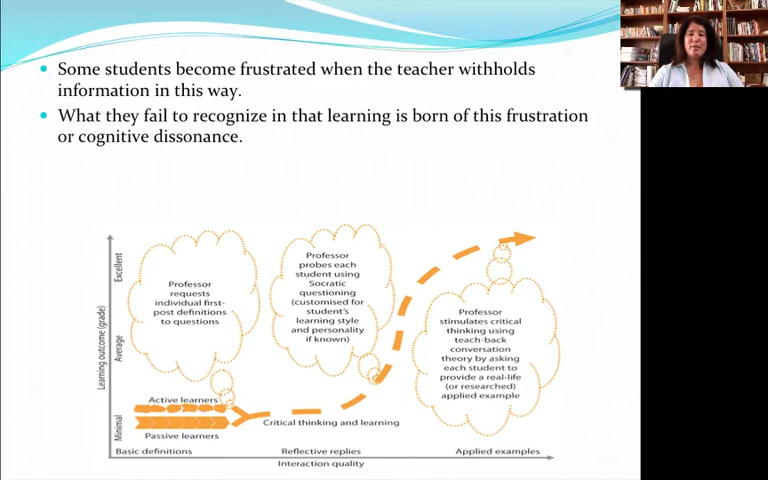 Some students become frustrated when the teacher withholds
information in this way.
What they fail to recognize in that learning is born of this frustration
or cognitive dissonance.
Learning outcome (grade)
Excellent
Average
Minimal
Professor
requests
individual first-
post definitions
to questions
Professor
probes each
student using
Socratic
questioning
(customised for
student's
learning style
and personality
if known)
Professor
stimulates critical
thinking using
teach-back
conversation
theory by asking
each student to
provide a real-life
(or researched)
applied example
Active learners
Passive learners
Critical thinking and learning
Basic definitions
Reflective replies
Applied examples
Interaction quality